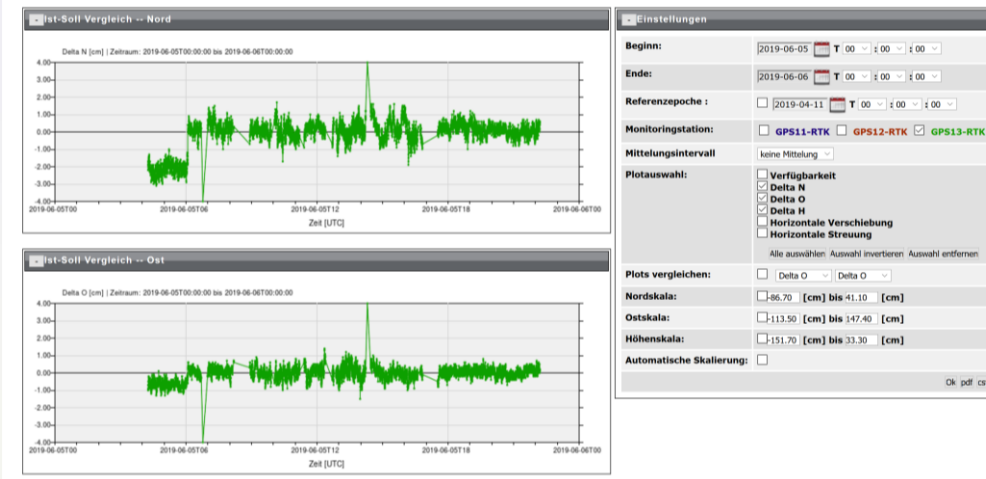 Ist-Soll Vergleich -- Nord
Delta N [cm] | Zeitraum: 2019-06-05T00:00:00 bis 2019-06-06T00:00:00
4.00
3.00
2.00
1.00
0.00
-1.00
-2.00
-3.00
-4.00
2019-06-05T00 2019-06-05T06 2019-06-05T12 2019-06-05T18 2019-06-06T00
Zeit [UTC]
Ist-Soll Vergleich -- Ost
Delta O [cm] | Zeitraum: 2019-06-05T00:00:00 bis 2019-06-06T00:00:00
4.00
3.00
2.00
1.00
0.00
-1.00
-2.00
-3.00
-4.00
2019-06-05T00 2019-06-05T06 2019-06-05T12 2019-06-05T18 2019-06-06T00
Zeit [UTC]
Einstellungen
Beginn: 2019-06-05 T 00 : 00 : 00
Ende: 2019-06-06 T 00 : 00 : 00
Referenzepoche : 2019-04-11 T 00 : 00 : 00
Monitoringstation: GPS11-RTK GPS12-RTK GPS13-RTK
Mittelungsintervall keine Mittelung
Plotauswahl: Verfügbarkeit
Delta N
Delta O
Delta H
Horizontale Verschiebung
Horizontale Streuung
Alle auswählen Auswahl invertieren Auswahl entfernen
Plots vergleichen: Delta O Delta O
Nordskala: -86.70 [cm] bis 41.10 [cm]
Ostskala: -113.50 [cm] bis 147.40 [cm]
Höhenskala: -151.70 [cm] bis 33.30 [cm]
Automatische Skalierung:
Ok pdf cs